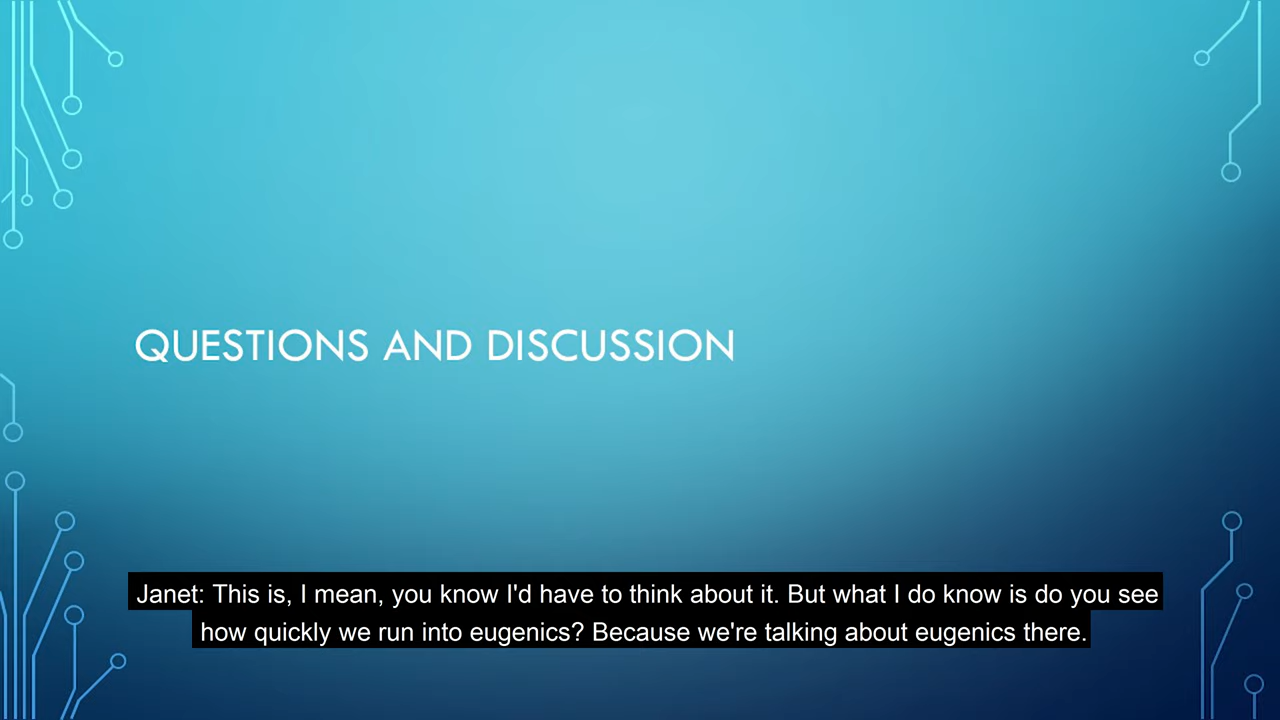 QUESTIONS AND DISCUSSION
Janet: This is, I mean, you know I'd have to think about it. But what I do know is do you see
how quickly we run into eugenics? Because we're talking about eugenics there.